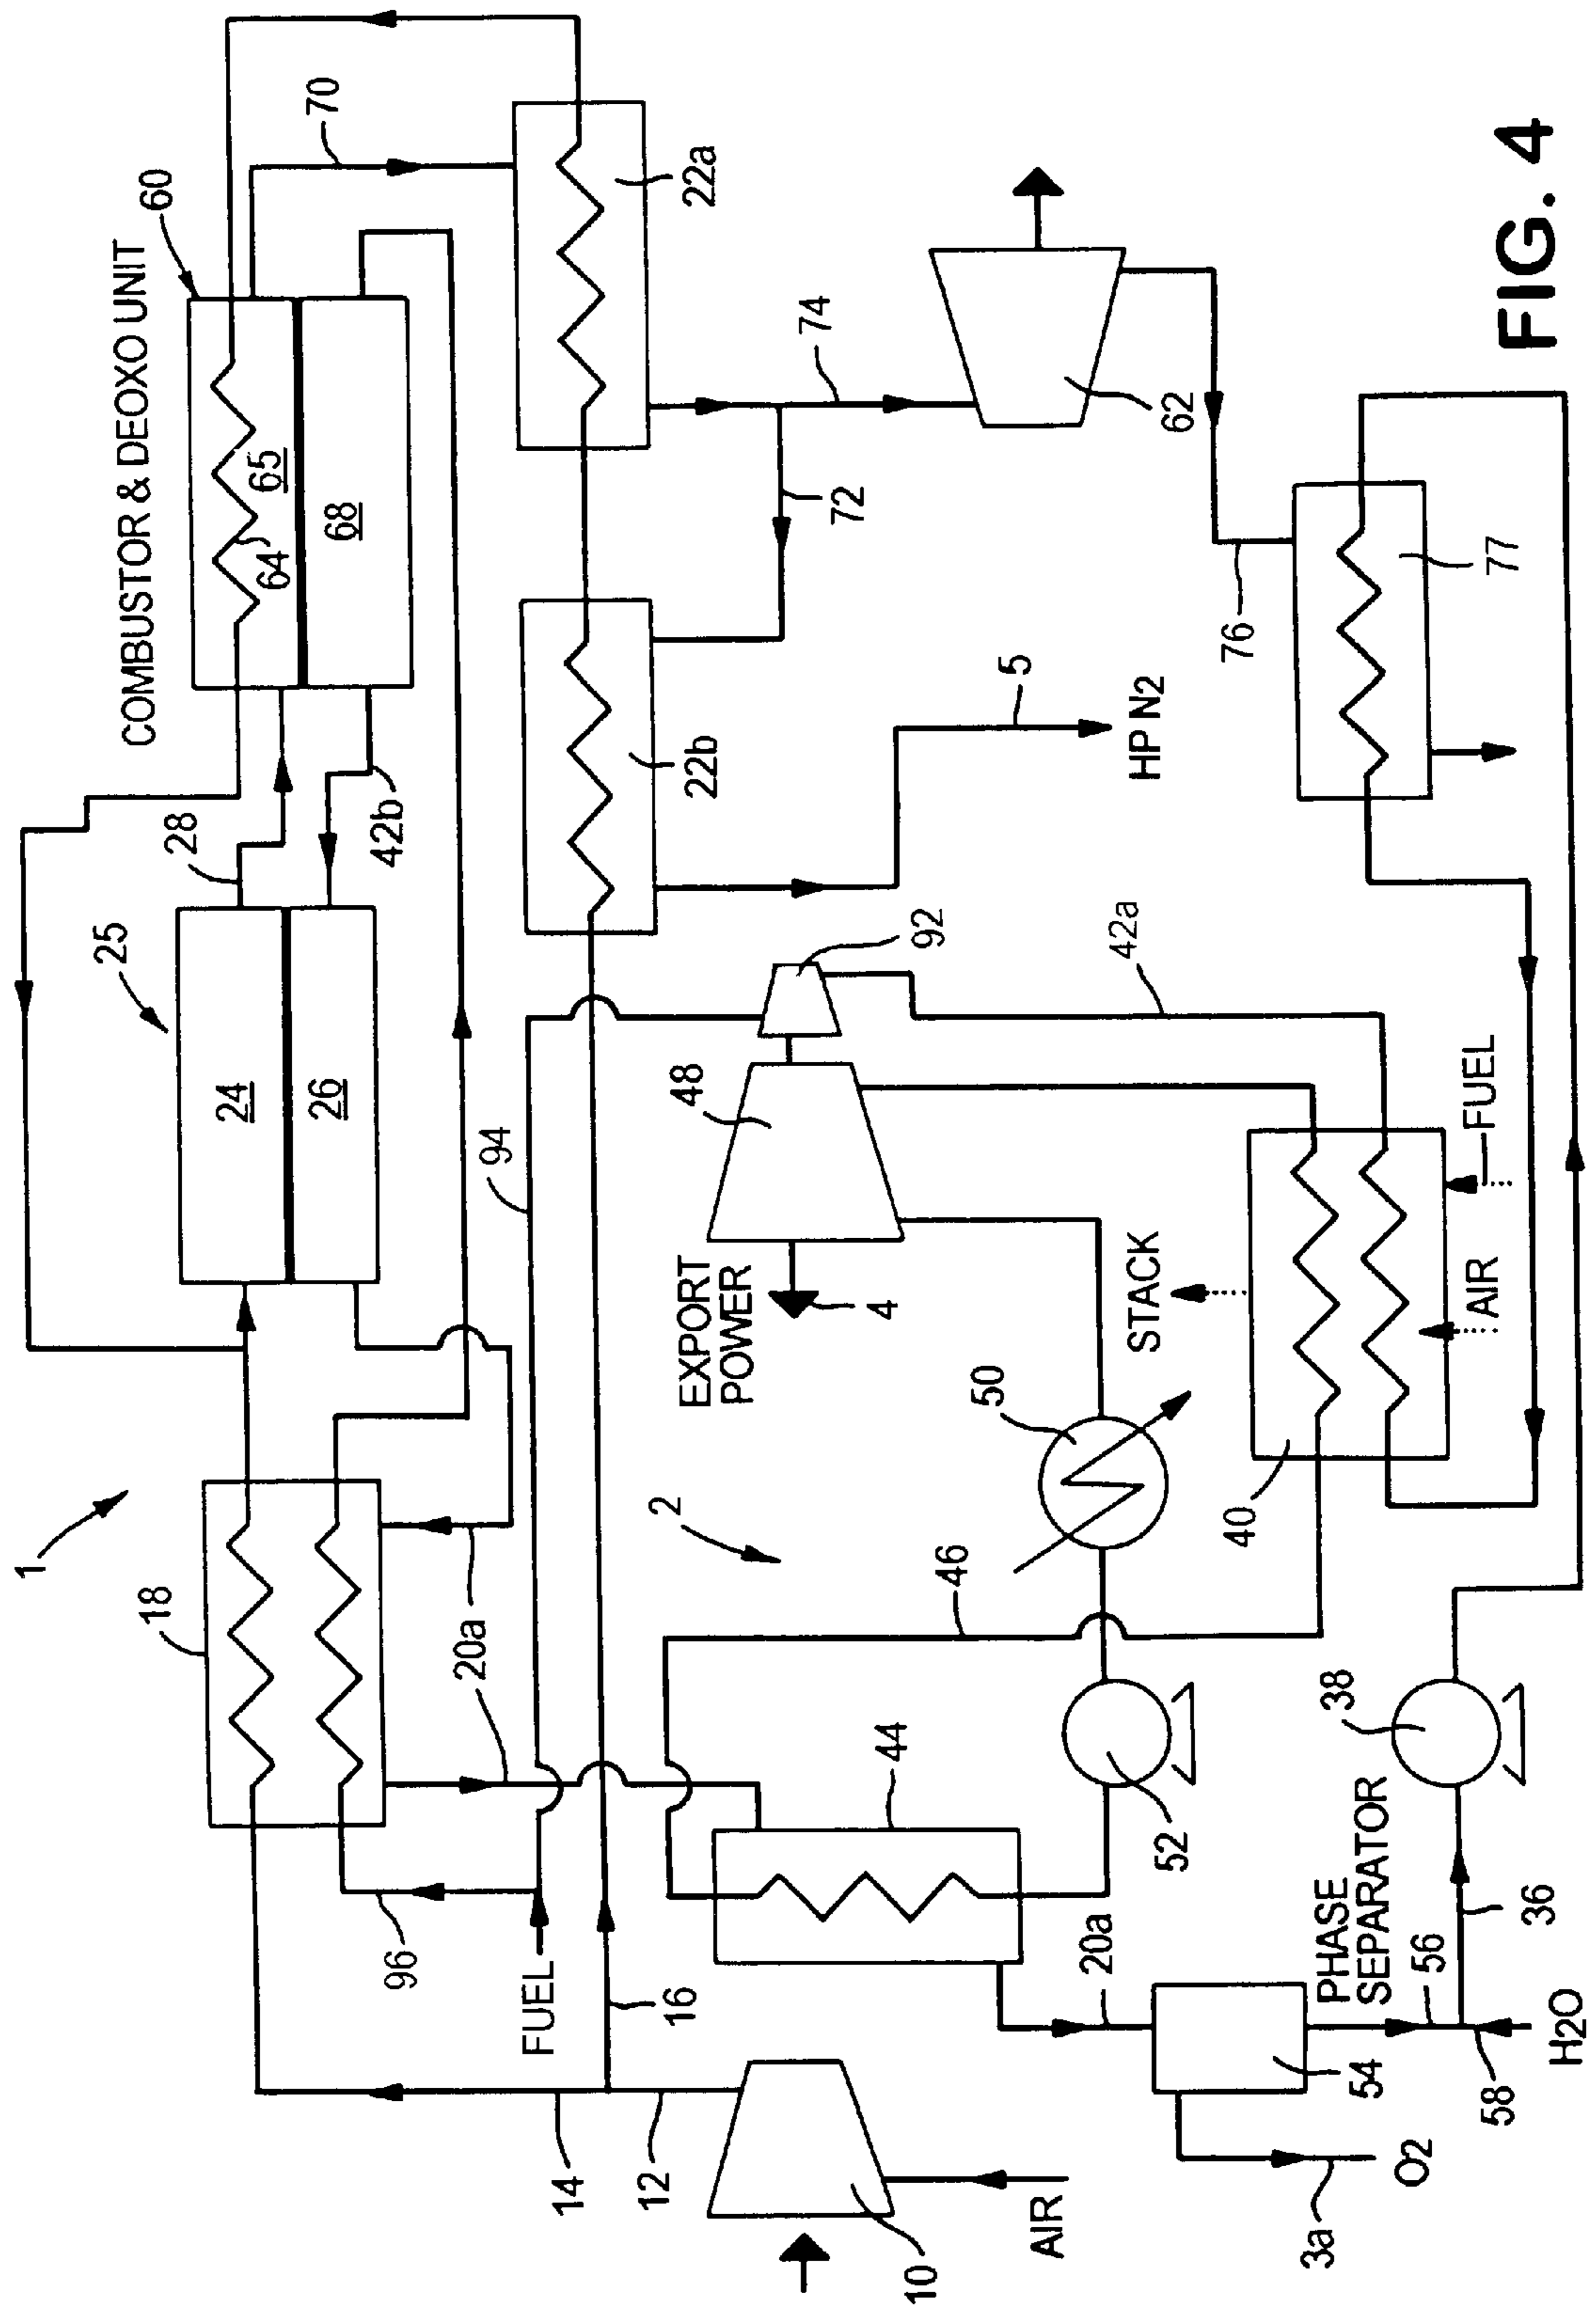 1
2
10
12
14
16
AIR
18
96
20a
20a
FUEL
25
24
26
28
42b
COMBUSTOR & DEOXO UNIT
60
65
64
68
70
22a
22b
72
74
62
5
HP N2
76
77
92
42a
94
48
EXPORT
POWER
4
STACK
FUEL
AIR
40
50
46
52
44
20a
54
PHASE
SEPARATOR
56
36
38
58
H2O
3a
O2
FIG. 4